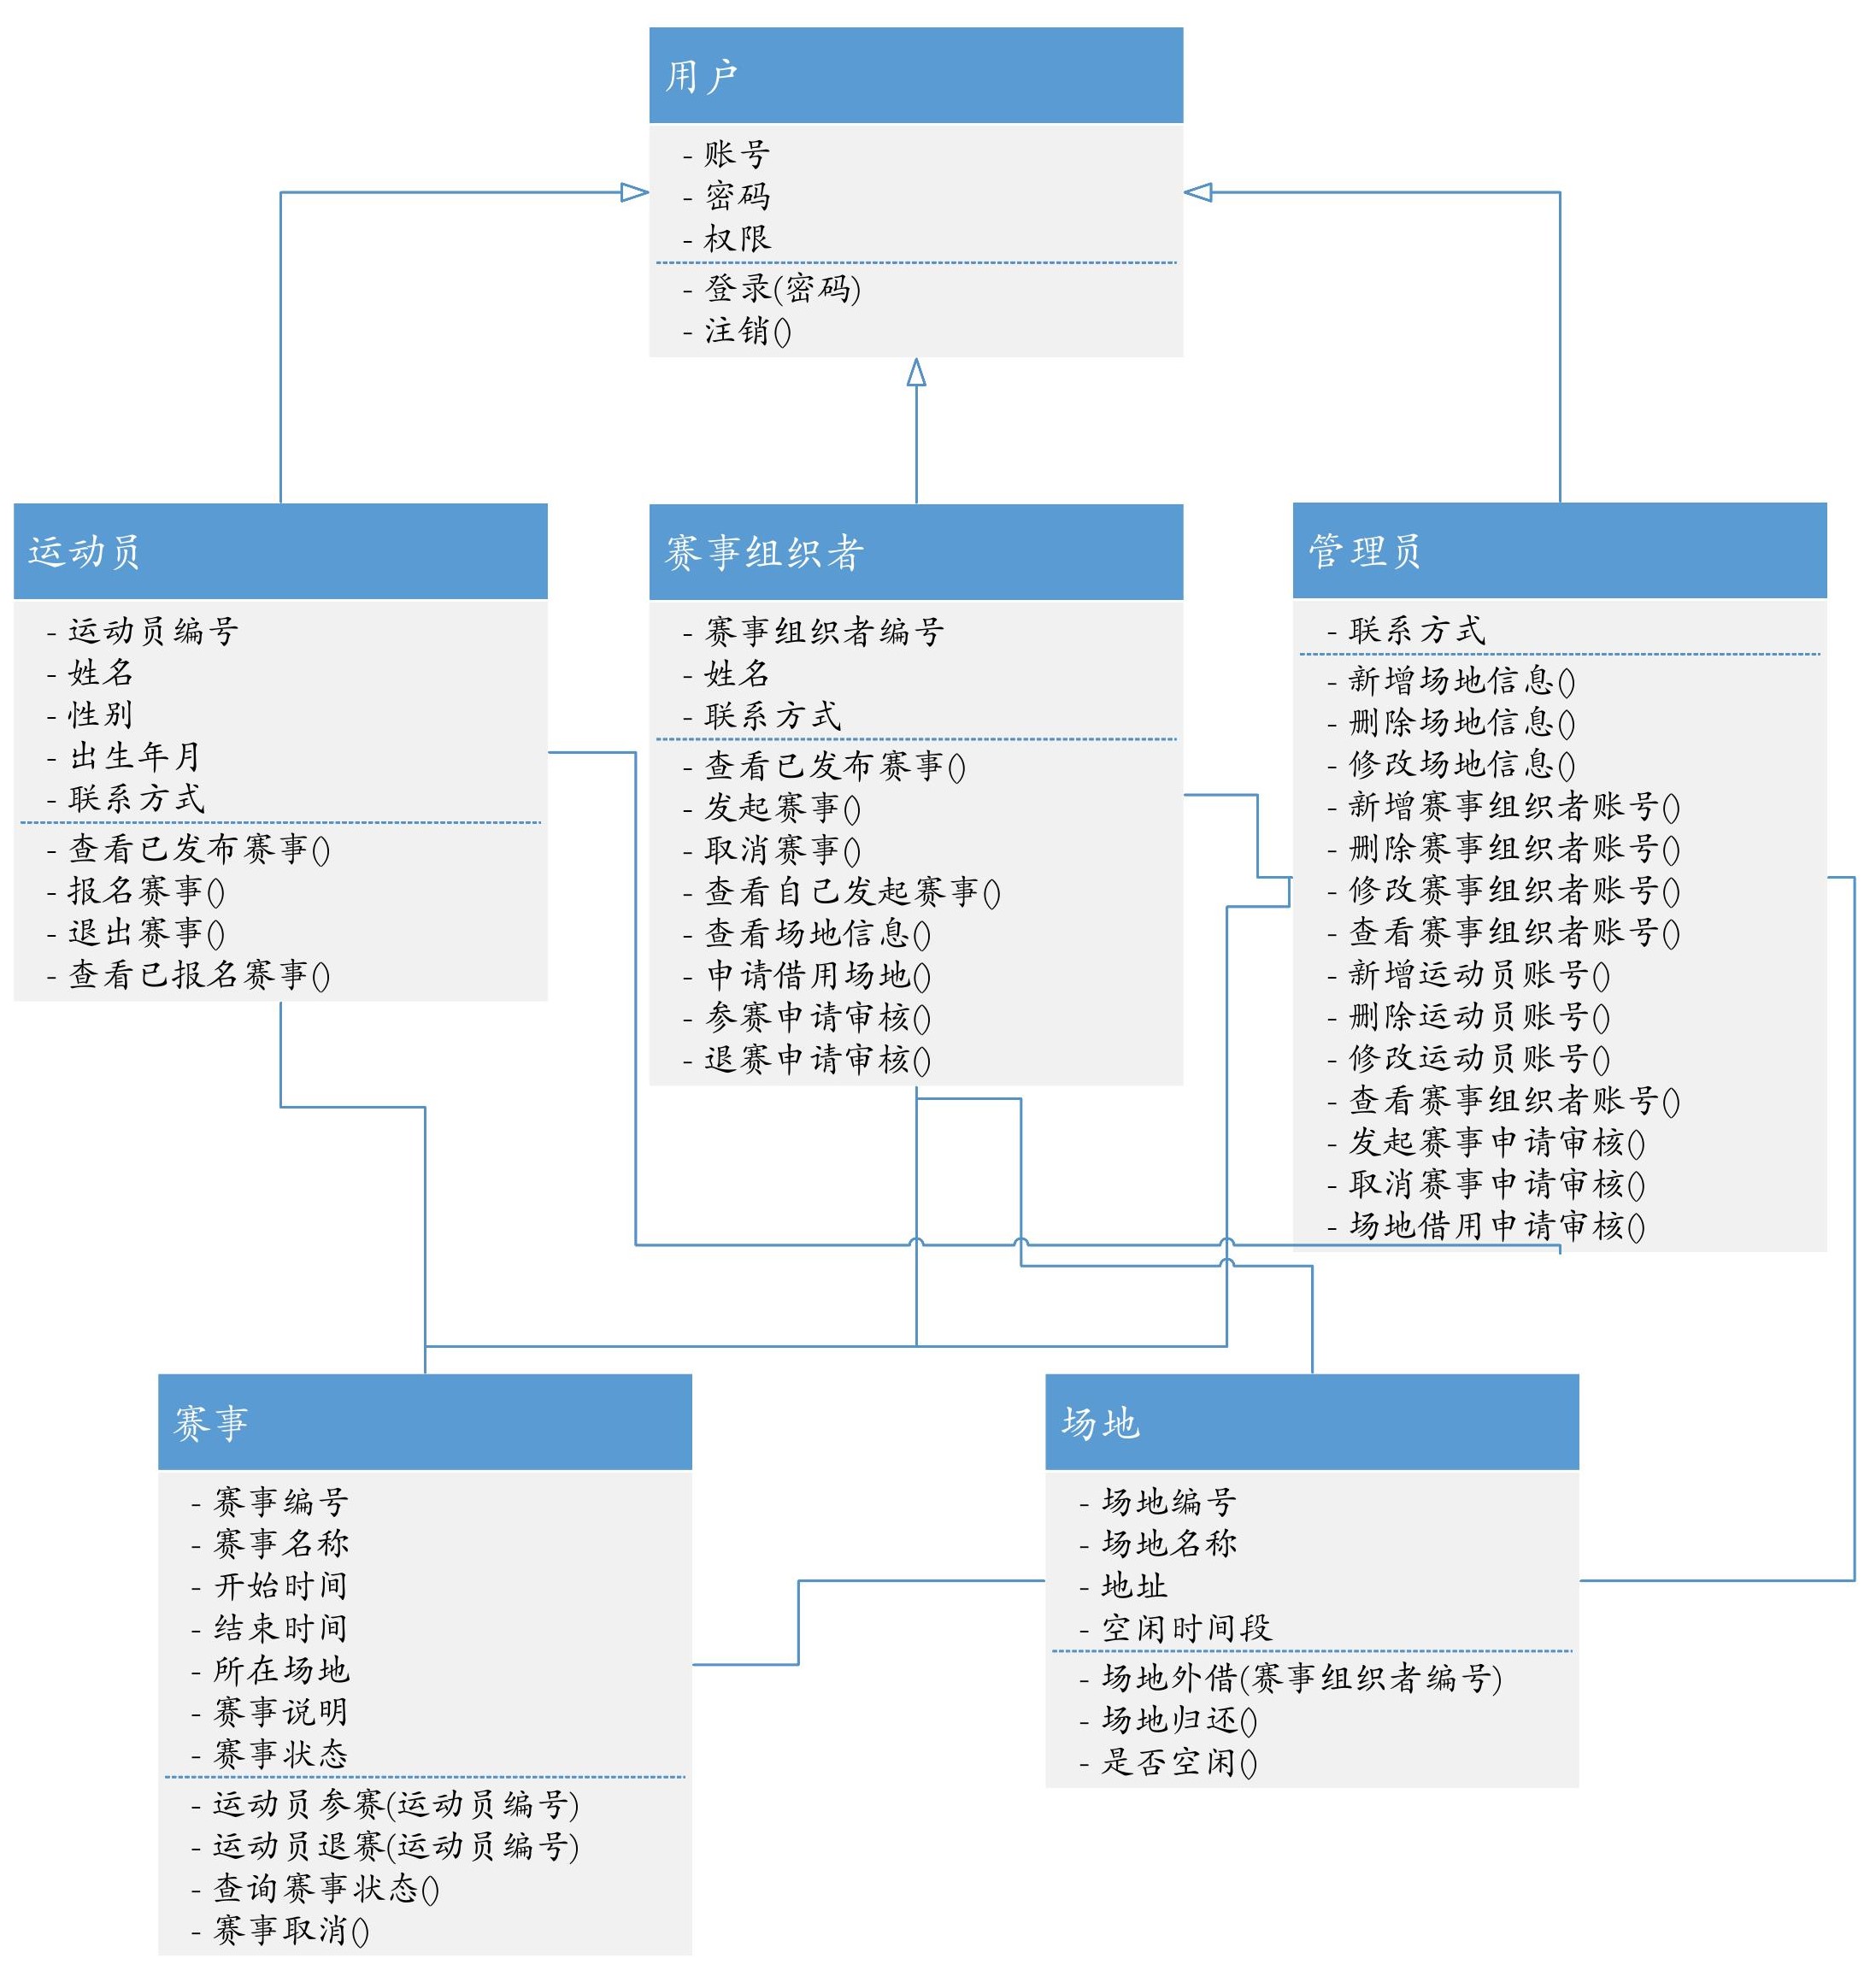 用户
- 账号
- 密码
- 权限
- 登录(密码)
- 注销()
运动员
- 运动员编号
- 姓名
- 性别
- 出生年月
- 联系方式
- 查看已发布赛事()
- 报名赛事()
- 退出赛事()
- 查看已报名赛事()
赛事组织者
- 赛事组织者编号
- 姓名
- 联系方式
- 查看已发布赛事()
- 发起赛事()
- 取消赛事()
- 查看自己发起赛事()
- 查看场地信息()
- 申请借用场地()
- 参赛申请审核()
- 退赛申请审核()
管理员
- 联系方式
- 新增场地信息()
- 删除场地信息()
- 修改场地信息()
- 新增赛事组织者账号()
- 删除赛事组织者账号()
- 修改赛事组织者账号()
- 查看赛事组织者账号()
- 新增运动员账号()
- 删除运动员账号()
- 修改运动员账号()
- 查看赛事组织者账号()
- 发起赛事申请审核()
- 取消赛事申请审核()
- 场地借用申请审核()
赛事
- 赛事编号
- 赛事名称
- 开始时间
- 结束时间
- 所在场地
- 赛事说明
- 赛事状态
- 运动员参赛(运动员编号)
- 运动员退赛(运动员编号)
- 查询赛事状态()
- 赛事取消()
场地
- 场地编号
- 场地名称
- 地址
- 空闲时间段
- 场地外借(赛事组织者编号)
- 场地归还()
- 是否空闲()